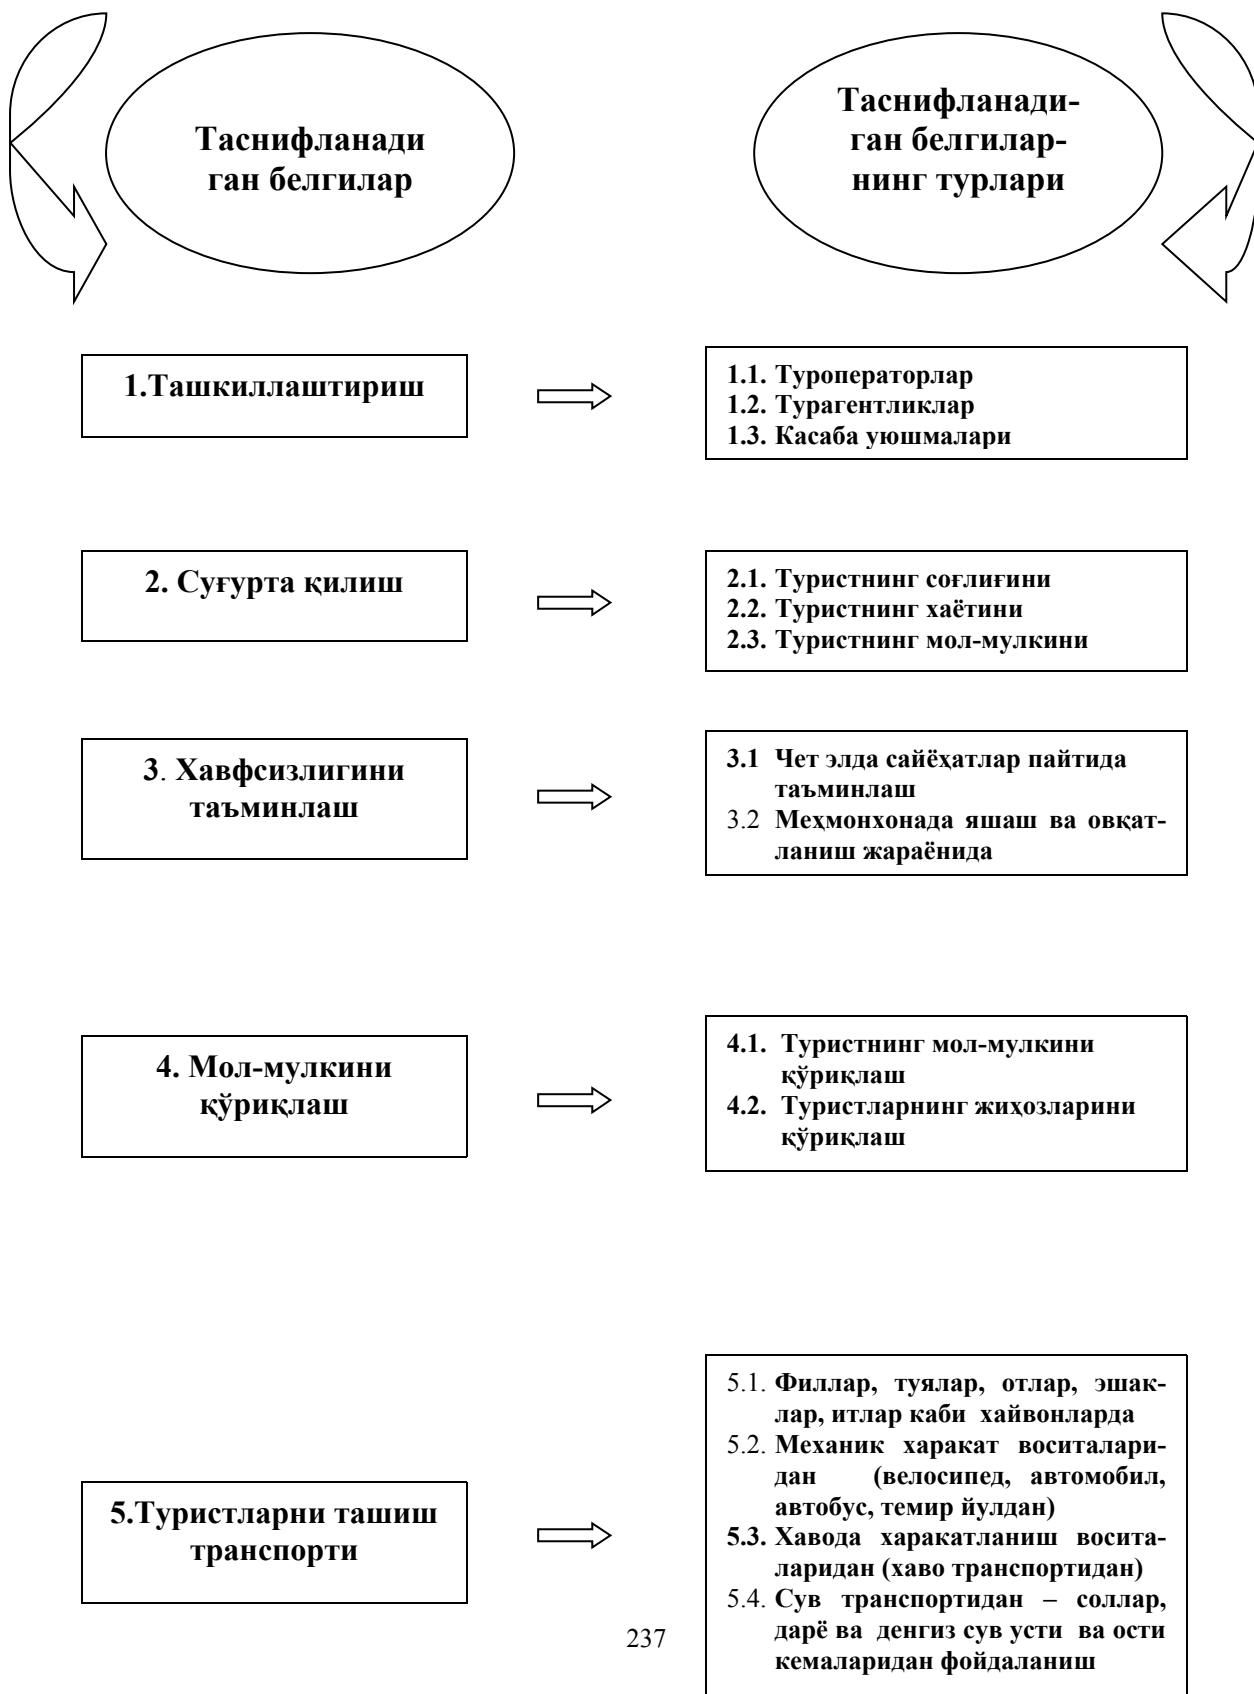 Таснифланади
ган белгилар
Таснифланади-
ган белгилар-
нинг турлари
1.Ташкиллаштириш
1.1. Туроператорлар
1.2. Турагентликлар
1.3. Касаба уюшмалари
2. Суғурта қилиш
2.1. Туристнинг соғлиғини
2.2. Туристнинг хаётини
2.3. Туристнинг мол-мулкини
3. Хавфсизлигини
таъминлаш
3.1 Чет элда сайёҳатлар пайтида
таъминлаш
3.2 Меҳмонхонада яшаш ва овқат-
ланиш жараёнида
4. Мол-мулкини
қўриқлаш
4.1. Туристнинг мол-мулкини
қўриқлаш
4.2. Туристларнинг жиҳозларини
қўриқлаш
5.Туристларни ташиш
транспорти
5.1. Филлар, туялар, отлар, эшак-
лар, итлар каби хайвонларда
5.2. Механик харакат воситалари-
дан (велосипед, автомобил,
автобус, темир йулдан)
5.3. Хавода харакатланиш восита-
ларидан (хаво транспортидан)
5.4. Сув транспортидан – соллар,
дарё ва денгиз сув усти ва ости
кемаларидан фойдаланиш
237